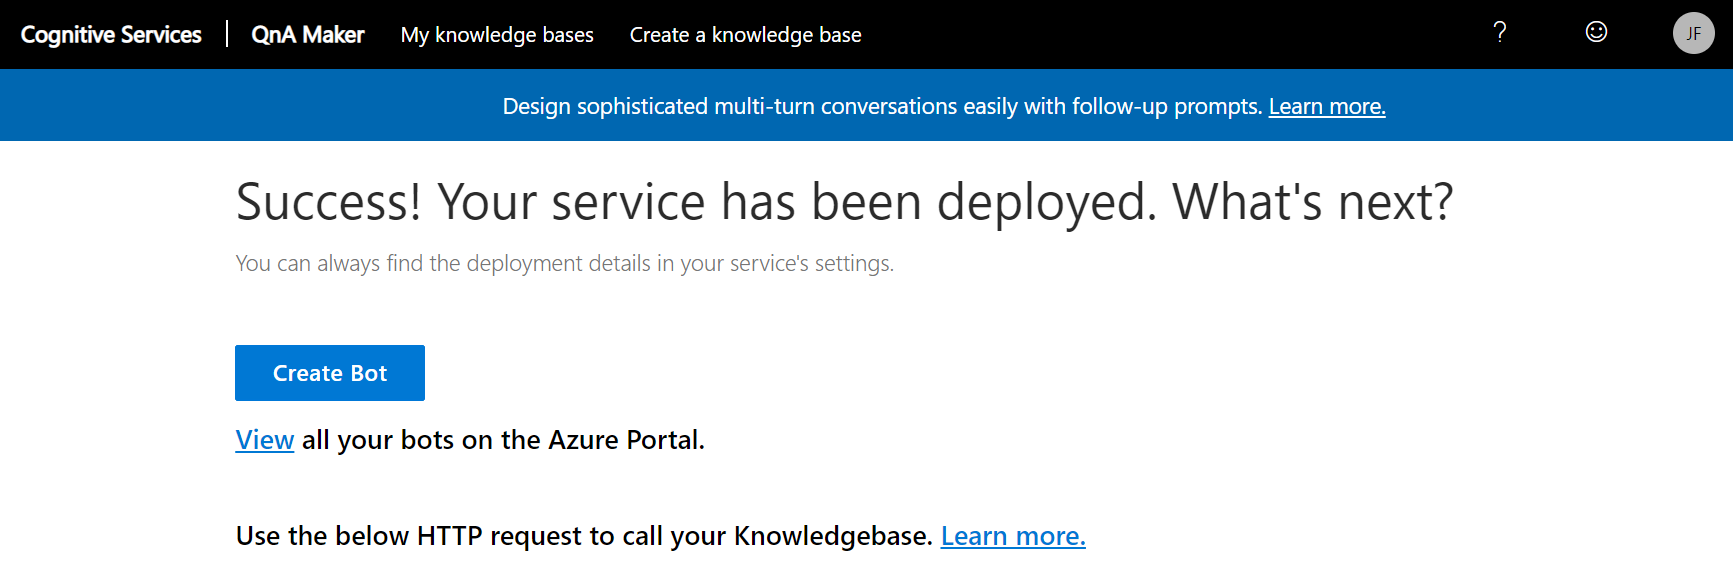 Cognitive Services | QnA Maker My knowledge bases Create a knowledge base ? JF
Design sophisticated multi-turn conversations easily with follow-up prompts. Learn more.
Success! Your service has been deployed. What's next?
You can always find the deployment details in your service's settings.
Create Bot
View all your bots on the Azure Portal.
Use the below HTTP request to call your Knowledgebase. Learn more.